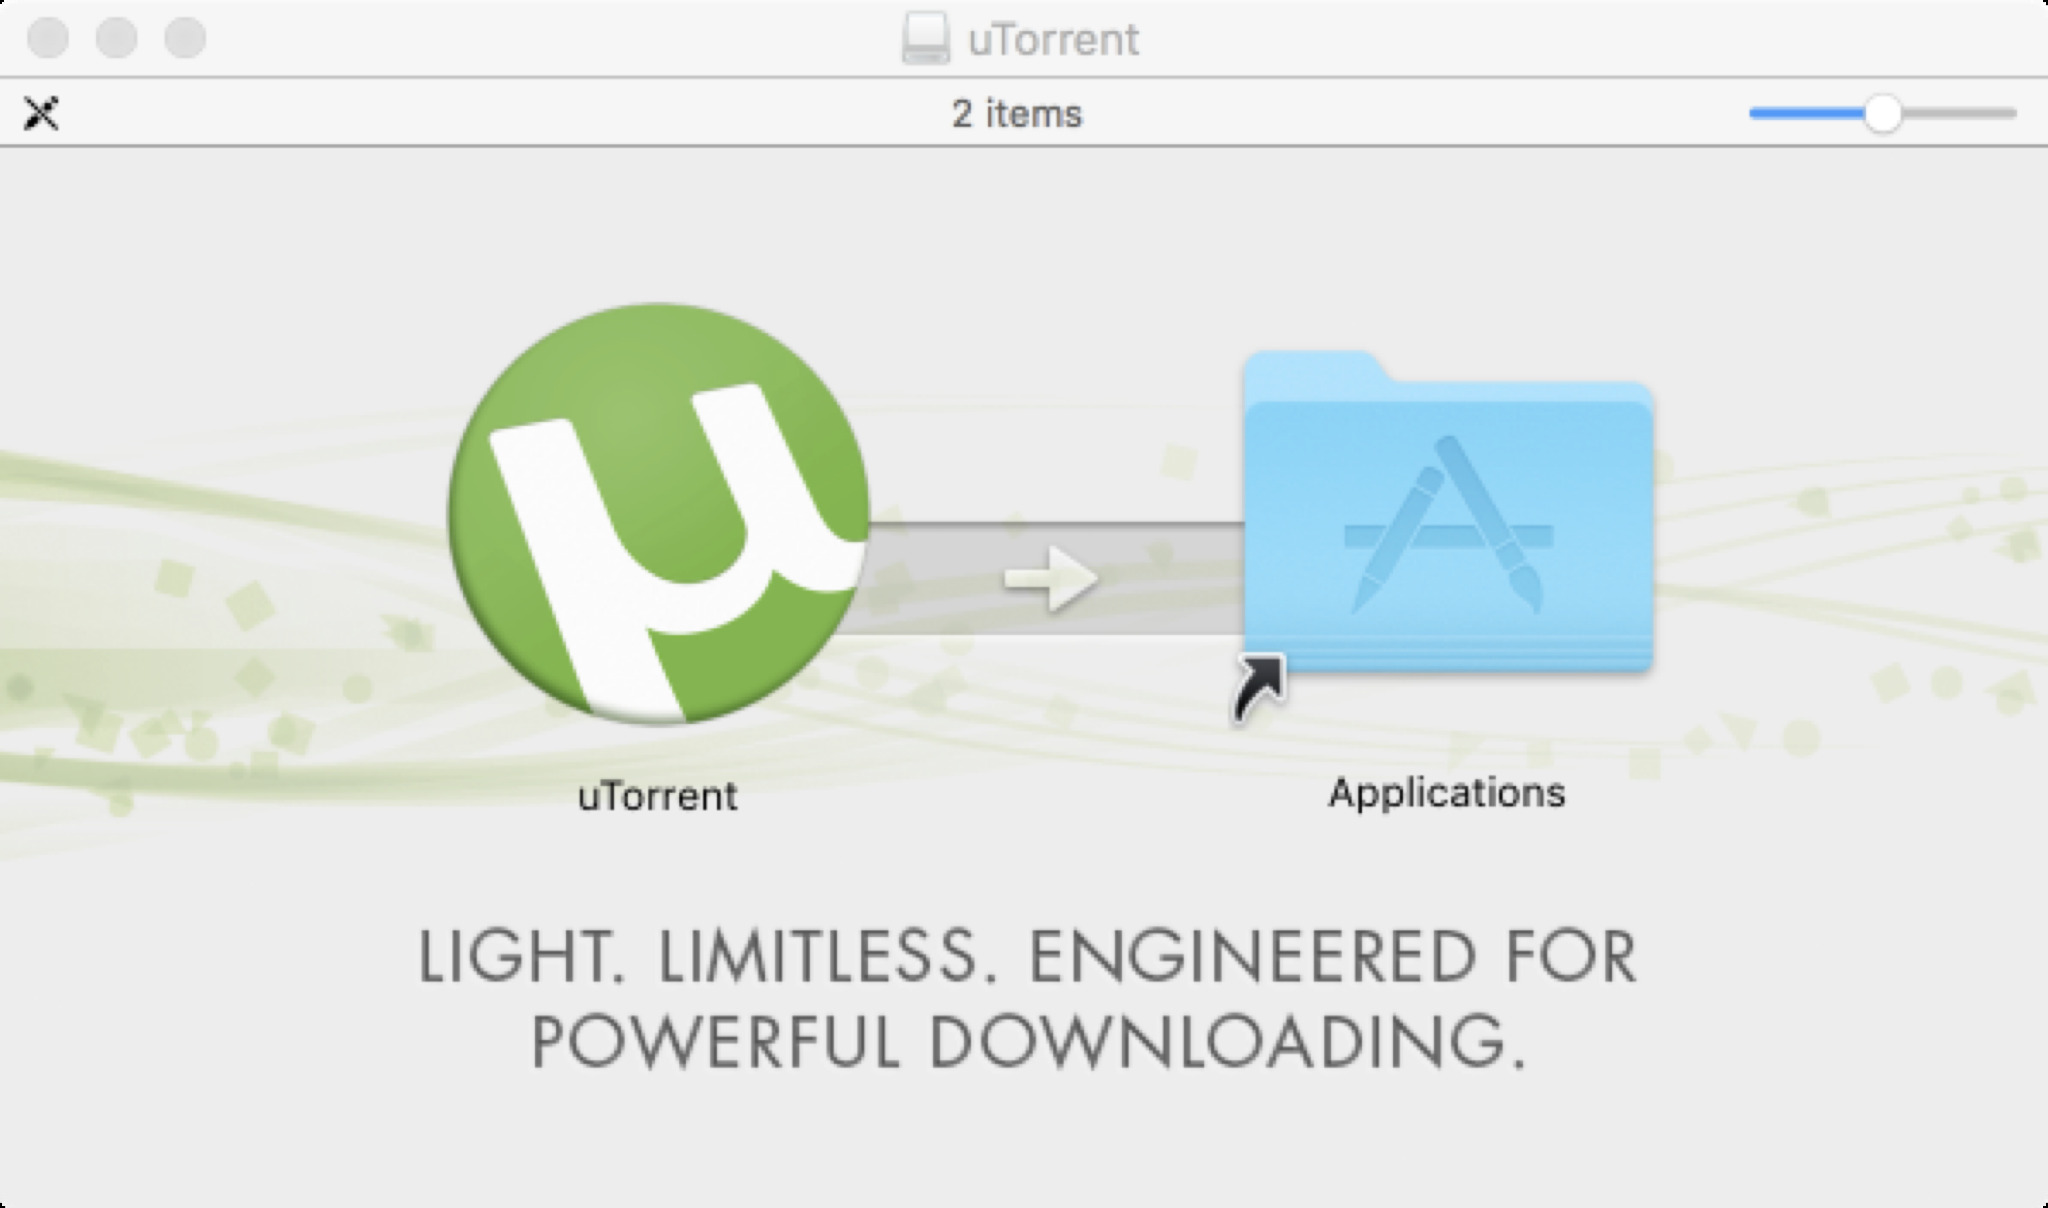 uTorrent
2 items
uTorrent
Applications
LIGHT. LIMITLESS. ENGINEERED FOR
POWERFUL DOWNLOADING.